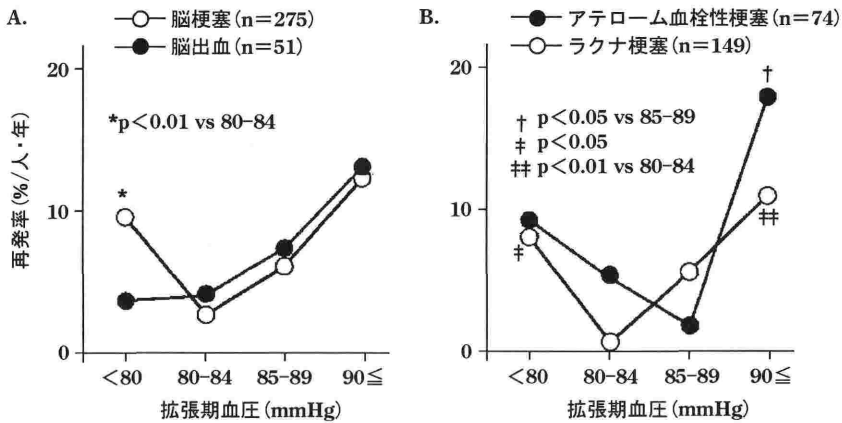 A.
脳梗塞(n=275)
脳出血(n=51)
20
10
0
再発率(%/人・年)
*p<0.01 vs 80-84
*
<80 80-84 85-89 90≦
拡張期血圧(mmHg)
B.
アテローム血栓性梗塞(n=74)
ラクナ梗塞(n=149)
20
10
0
† p<0.05 vs 85-89
‡ p<0.05
‡‡ p<0.01 vs 80-84
†
‡
‡‡
<80 80-84 85-89 90≦
拡張期血圧(mmHg)